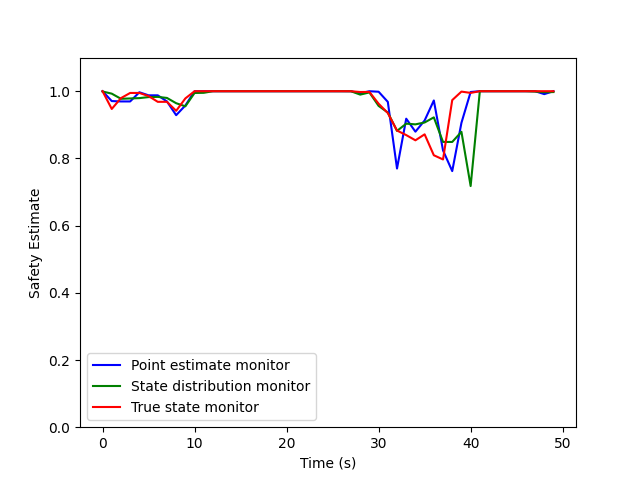 1.0
0.8
0.6
0.4
0.2
0.0
Safety Estimate
Point estimate monitor
State distribution monitor
True state monitor
0 10 20 30 40 50
Time (s)